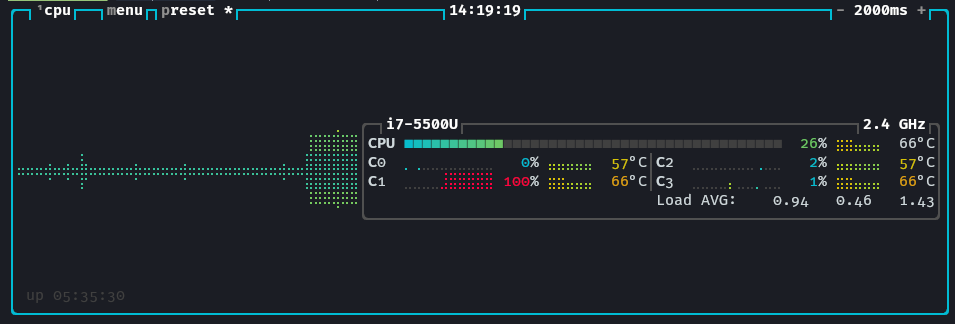 ¹cpu menu preset * 14:19:19 - 2000ms +
i7-5500U 2.4 GHz
CPU 26% 66°C
C0 0% 57°C C2 2% 57°C
C1 100% 66°C C3 1% 66°C
Load AVG: 0.94 0.46 1.43
up 05:35:30